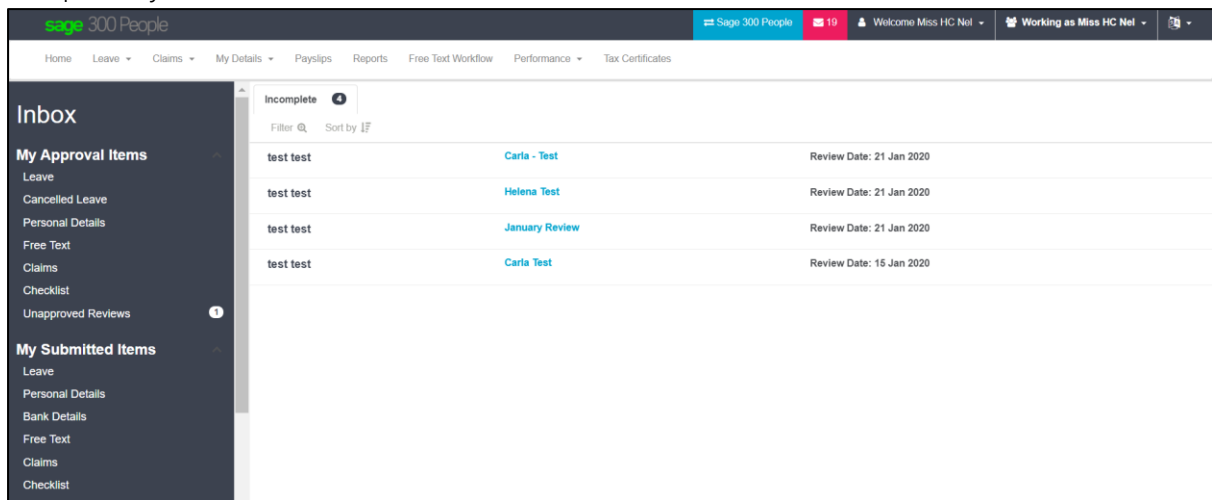 sage 300 People
Sage 300 People 19 Welcome Miss HC Nel Working as Miss HC Nel
Home Leave Claims My Details Payslips Reports Free Text Workflow Performance Tax Certificates
Inbox
My Approval Items
Leave
Cancelled Leave
Personal Details
Free Text
Claims
Checklist
Unapproved Reviews 1
My Submitted Items
Leave
Personal Details
Bank Details
Free Text
Claims
Checklist
Incomplete 4
Filter Sort by
test test Carla - Test Review Date: 21 Jan 2020
test test Helena Test Review Date: 21 Jan 2020
test test January Review Review Date: 21 Jan 2020
test test Carla Test Review Date: 15 Jan 2020